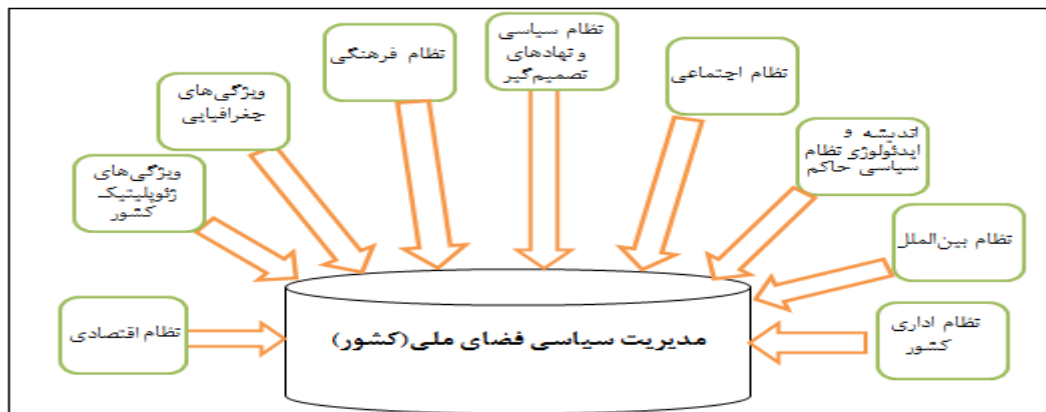 نظام سیاسی
و نهادهای
تصمیم‌گیر
نظام اجتماعی
نظام فرهنگی
ویژگی‌های
جغرافیایی
اندیشه و
ایدئولوژی نظام
سیاسی حاکم
ویژگی‌های
ژئوپلیتیک
کشور
نظام بین‌الملل
نظام اداری
کشور
نظام اقتصادی
مدیریت سیاسی فضای ملی(کشور)